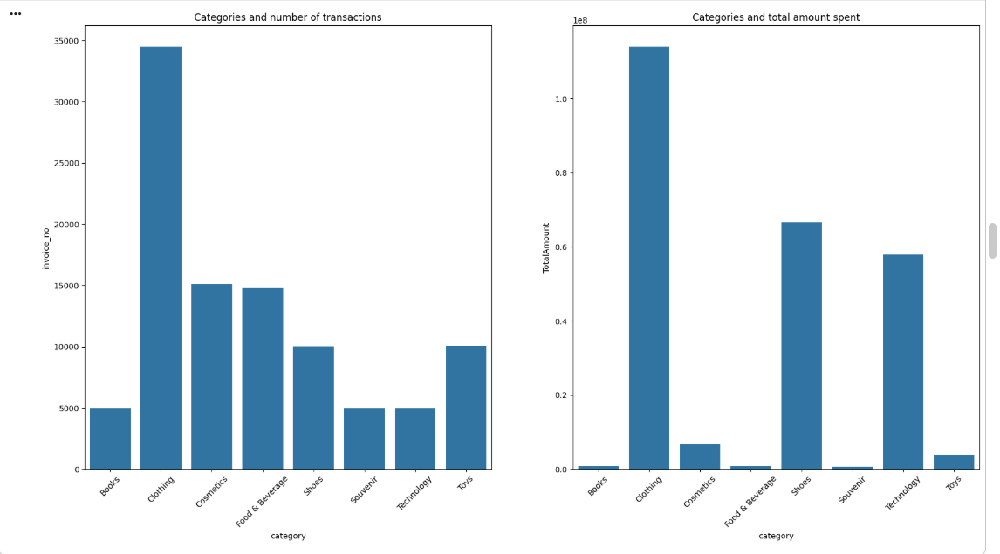 •••
Categories and number of transactions
35000
30000
25000
20000
15000
10000
5000
0
invoice_no
Books
Clothing
Cosmetics
Food & Beverage
Shoes
Souvenir
Technology
Toys
category
Categories and total amount spent
1e8
1.0
0.8
0.6
0.4
0.2
0.0
TotalAmount
Books
Clothing
Cosmetics
Food & Beverage
Shoes
Souvenir
Technology
Toys
category